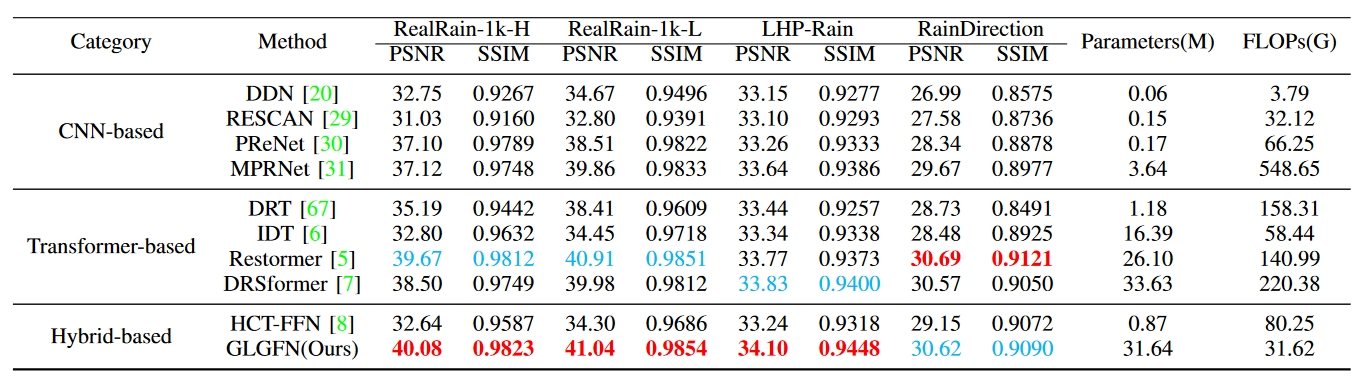 Category Method RealRain-1k-H RealRain-1k-L LHP-Rain RainDirection Parameters(M) FLOPs(G)
PSNR SSIM PSNR SSIM PSNR SSIM PSNR SSIM
CNN-based
DDN [20] 32.75 0.9267 34.67 0.9496 33.15 0.9277 26.99 0.8575 0.06 3.79
RESCAN [29] 31.03 0.9160 32.80 0.9391 33.10 0.9293 27.58 0.8736 0.15 32.12
PReNet [30] 37.10 0.9789 38.51 0.9822 33.26 0.9333 28.34 0.8878 0.17 66.25
MPRNet [31] 37.12 0.9748 39.86 0.9833 33.64 0.9386 29.67 0.8977 3.64 548.65
Transformer-based
DRT [67] 35.19 0.9442 38.41 0.9609 33.44 0.9257 28.73 0.8491 1.18 158.31
IDT [6] 32.80 0.9632 34.45 0.9718 33.34 0.9338 28.48 0.8925 16.39 58.44
Restormer [5] 39.67 0.9812 40.91 0.9851 33.77 0.9373 30.69 0.9121 26.10 140.99
DRSformer [7] 38.50 0.9749 39.98 0.9812 33.83 0.9400 30.57 0.9050 33.63 220.38
Hybrid-based
HCT-FFN [8] 32.64 0.9587 34.30 0.9686 33.24 0.9318 29.15 0.9072 0.87 80.25
GLGFN(Ours) 40.08 0.9823 41.04 0.9854 34.10 0.9448 30.62 0.9090 31.64 31.62